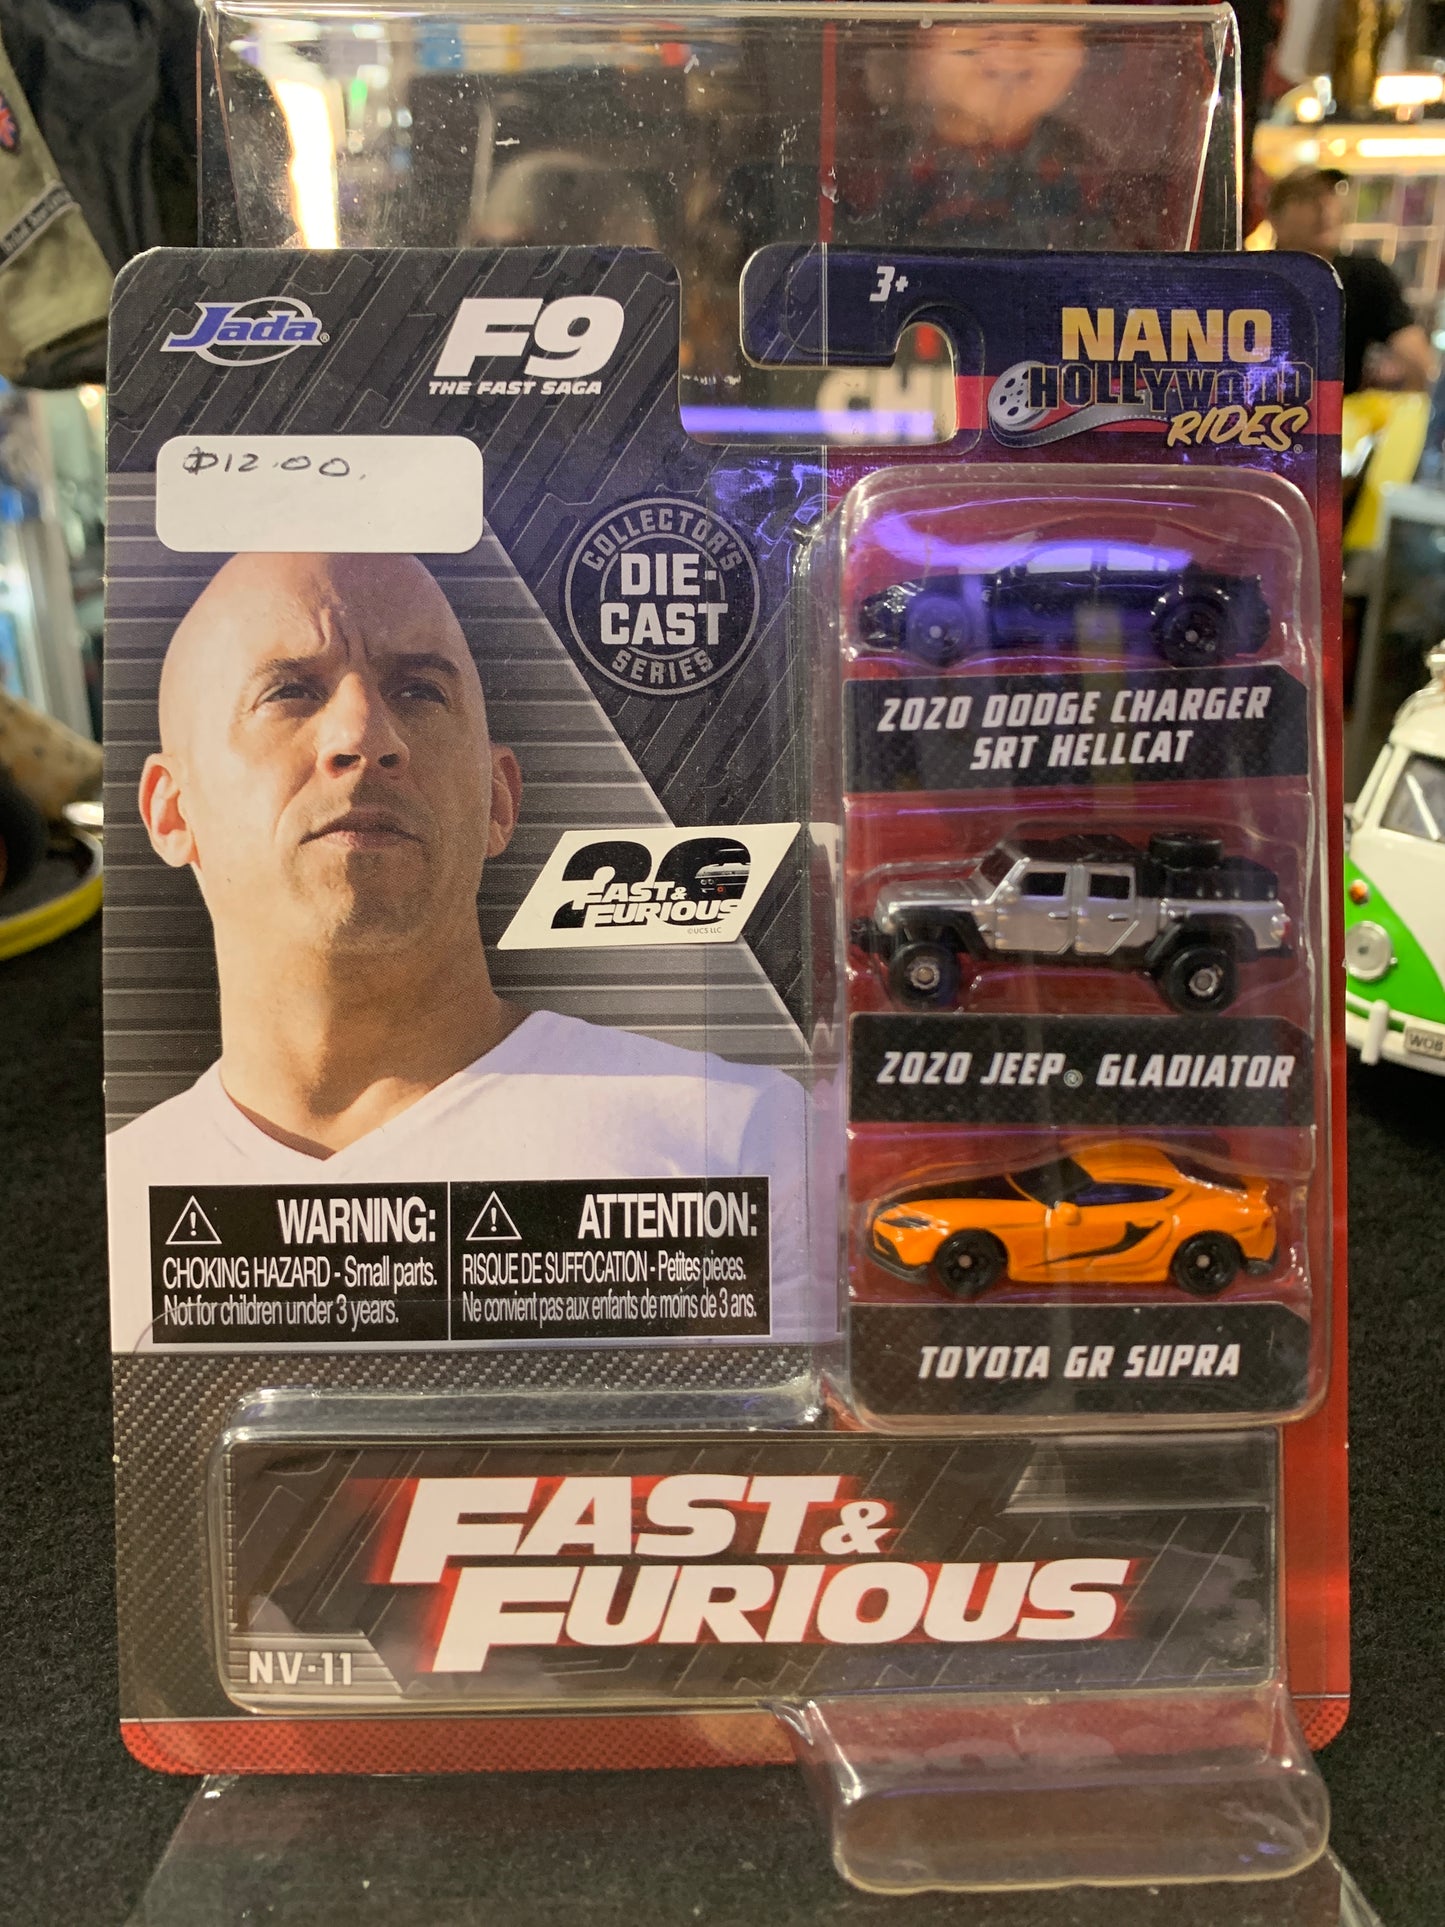 3+
Jada®
F9
THE FAST SAGA
NANO
HOLLYWOOD
RIDES®
$12.00.
COLLECTOR'S
DIE-
CAST
SERIES
2020 DODGE CHARGER
SRT HELLCAT
20
FAST &
FURIOUS
©UCS LLC
2020 JEEP® GLADIATOR
WARNING:
CHOKING HAZARD - Small parts.
Not for children under 3 years.
ATTENTION:
RISQUE DE SUFFOCATION - Petites pieces.
Ne convient pas aux enfants de moins de 3 ans.
TOYOTA GR SUPRA
FAST &
FURIOUS
NV-11